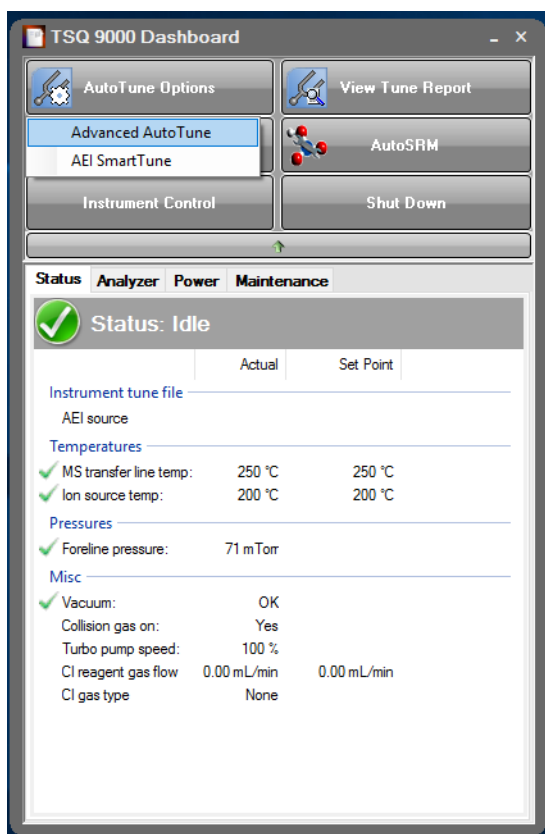 TSQ 9000 Dashboard
AutoTune Options View Tune Report
Advanced AutoTune
AEI SmartTune
AutoSRM
Instrument Control Shut Down
Status Analyzer Power Maintenance
Status: Idle
Actual Set Point
Instrument tune file
AEI source
Temperatures
MS transfer line temp: 250 °C 250 °C
Ion source temp: 200 °C 200 °C
Pressures
Foreline pressure: 71 mTorr
Misc
Vacuum: OK
Collision gas on: Yes
Turbo pump speed: 100 %
CI reagent gas flow 0.00 mL/min 0.00 mL/min
CI gas type None